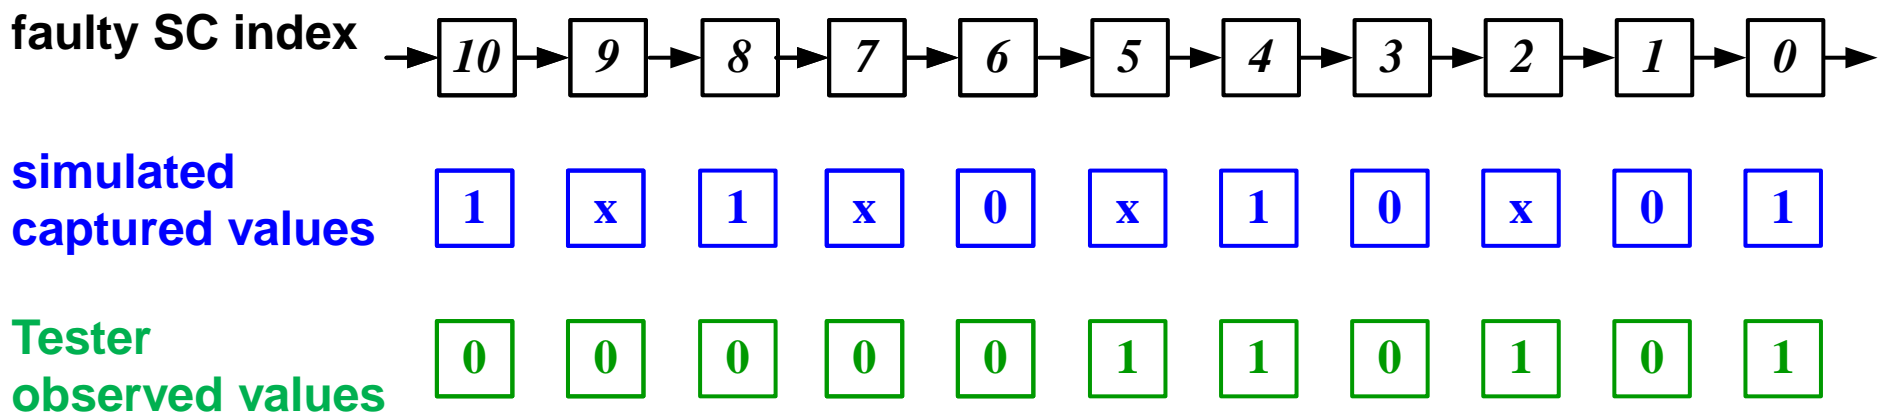 faulty SC index 10 9 8 7 6 5 4 3 2 1 0
simulated
captured values 1 x 1 x 0 x 1 0 x 0 1
Tester
observed values 0 0 0 0 0 1 1 0 1 0 1